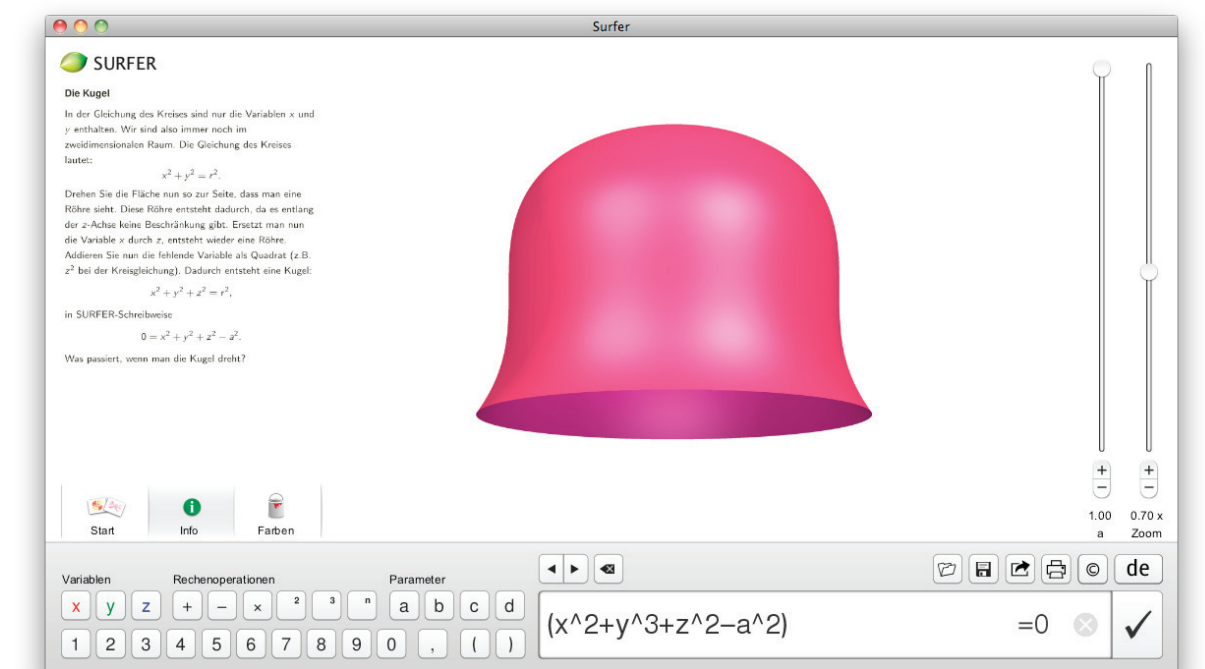 Surfer
SURFER
Die Kugel
In der Gleichung des Kreises sind nur die Variablen x und
y enthalten. Wir sind also immer noch im
zweidimensionalen Raum. Die Gleichung des Kreises
lautet:
x² + y² = r².
Drehen Sie die Fläche nun so zur Seite, dass man eine
Röhre sieht. Diese Röhre entsteht dadurch, da es entlang
der z-Achse keine Beschränkung gibt. Ersetzt man nun
die Variable x durch z, entsteht wieder eine Röhre.
Addieren Sie nun die fehlende Variable als Quadrat (z.B.
z² bei der Kreisgleichung). Dadurch entsteht eine Kugel:
x² + y² + z² = r²,
in SURFER-Schreibweise
0 = x² + y² + z² − a².
Was passiert, wenn man die Kugel dreht?
Start Info Farben
+ +
− −
1.00 0.70 x
a Zoom
Variablen Rechenoperationen Parameter
© de
x y z + − × 2 3 n a b c d
1 2 3 4 5 6 7 8 9 0 , ( )
(x^2+y^3+z^2−a^2) =0